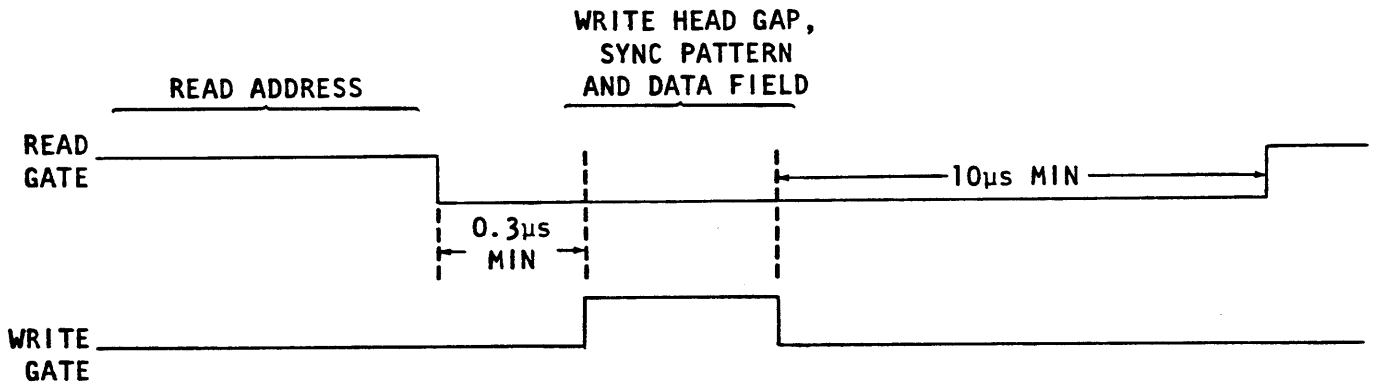 WRITE HEAD GAP,
SYNC PATTERN
AND DATA FIELD
READ ADDRESS
READ
GATE
10μs MIN
0.3μs
MIN
WRITE
GATE